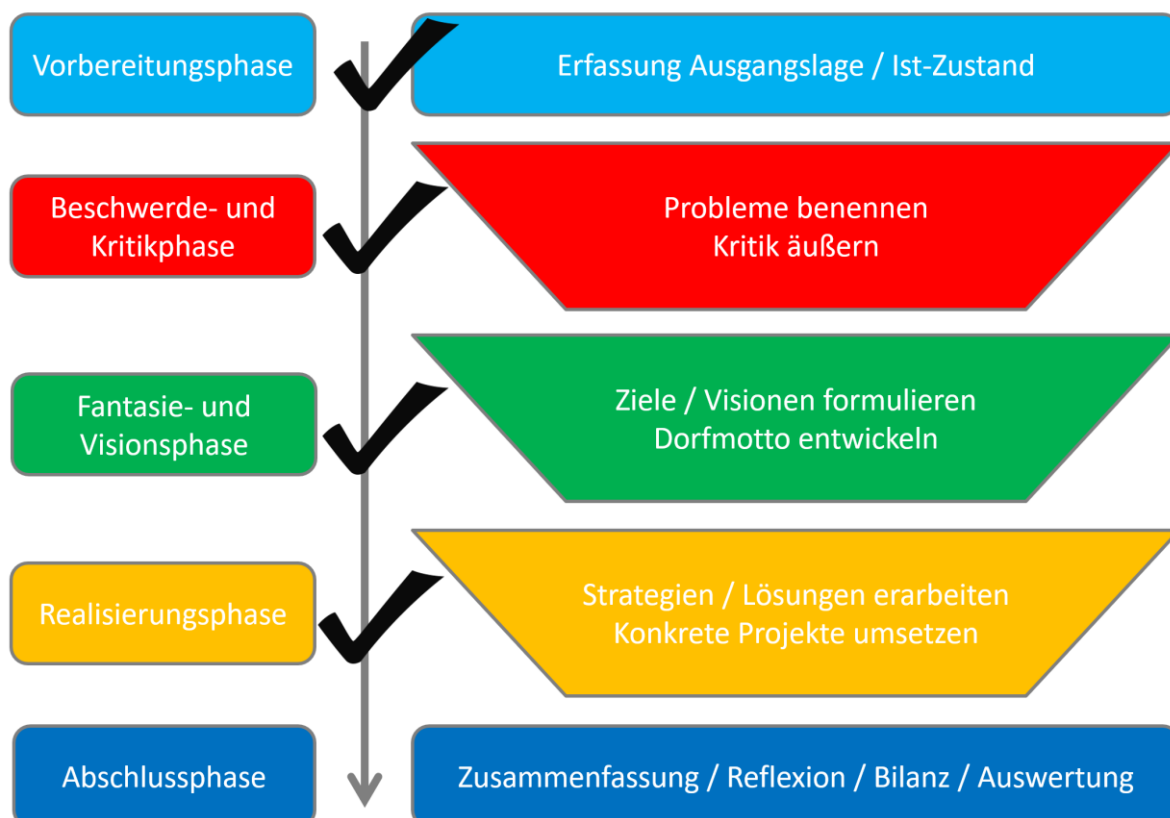 Vorbereitungsphase
Erfassung Ausgangslage / Ist-Zustand
Beschwerde- und
Kritikphase
Probleme benennen
Kritik äußern
Fantasie- und
Visionsphase
Ziele / Visionen formulieren
Dorfmotto entwickeln
Realisierungsphase
Strategien / Lösungen erarbeiten
Konkrete Projekte umsetzen
Abschlussphase
Zusammenfassung / Reflexion / Bilanz / Auswertung